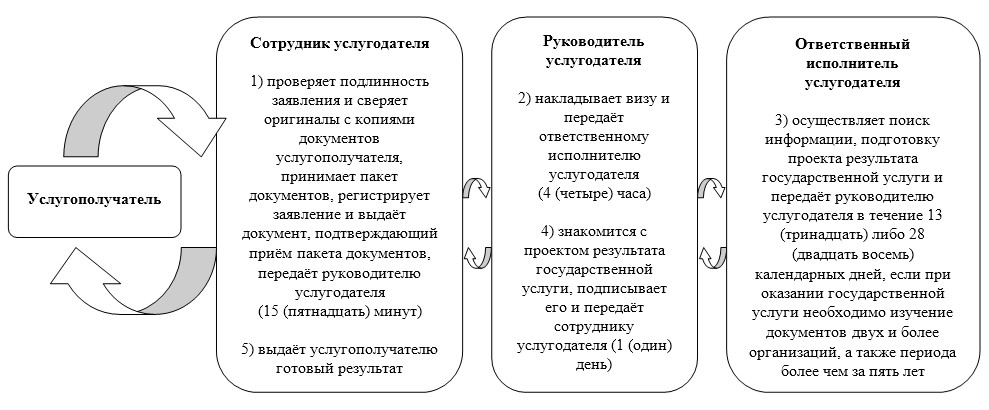 Услугополучатель
Сотрудник услугодателя
1) проверяет подлинность
заявления и сверяет
оригиналы с копиями
документов
услугополучателя,
принимает пакет
документов, регистрирует
заявление и выдаёт
документ, подтверждающий
приём пакета документов,
передаёт руководителю
услугодателя
(15 (пятнадцать) минут)
5) выдаёт услугополучателю
готовый результат
Руководитель
услугодателя
2) накладывает визу и
передаёт
ответственному
исполнителю
услугодателя
(4 (четыре) часа)
4) знакомится с
проектом результата
государственной
услуги, подписывает
его и передаёт
сотруднику
услугодателя (1 (один)
день)
Ответственный
исполнитель
услугодателя
3) осуществляет поиск
информации, подготовку
проекта результата
государственной услуги и
передаёт руководителю
услугодателя в течение 13
(тринадцать) либо 28
(двадцать восемь)
календарных дней, если при
оказании государственной
услуги необходимо изучение
документов двух и более
организаций, а также периода
более чем за пять лет